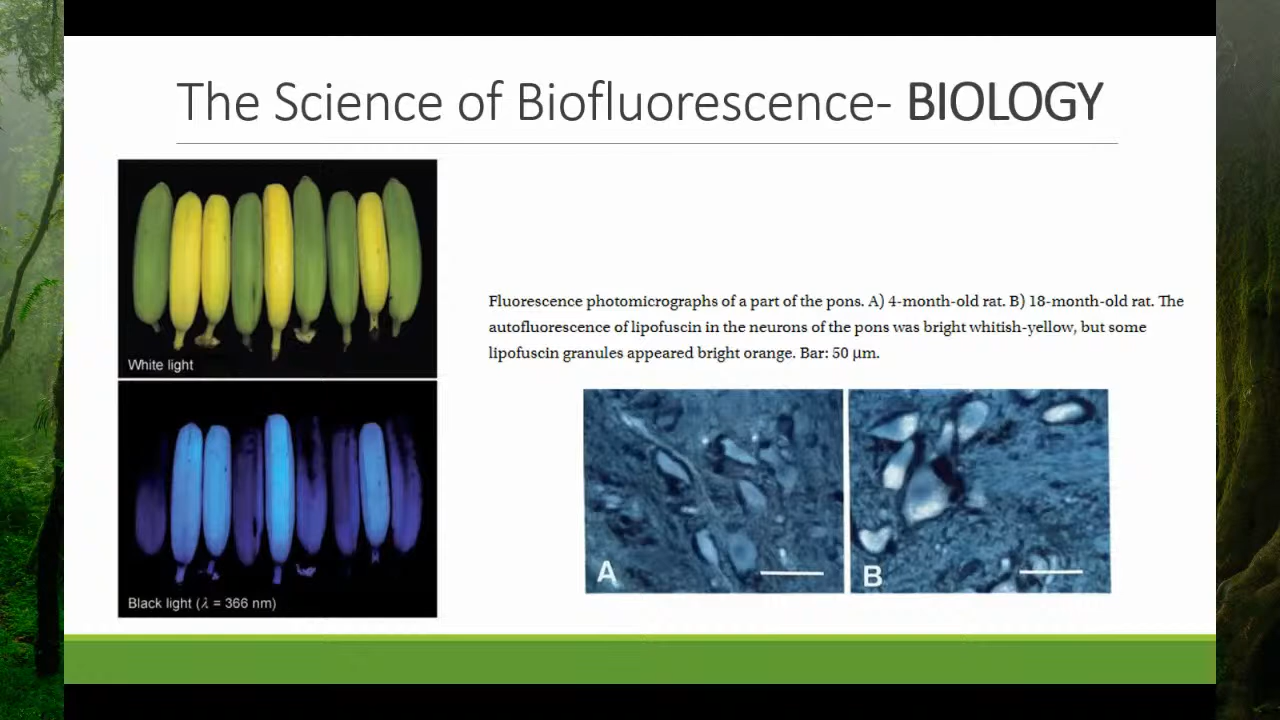 The Science of Biofluorescence- BIOLOGY
White light
Black light (λ = 366 nm)
Fluorescence photomicrographs of a part of the pons. A) 4-month-old rat. B) 18-month-old rat. The
autofluorescence of lipofuscin in the neurons of the pons was bright whitish-yellow, but some
lipofuscin granules appeared bright orange. Bar: 50 μm.
A
B